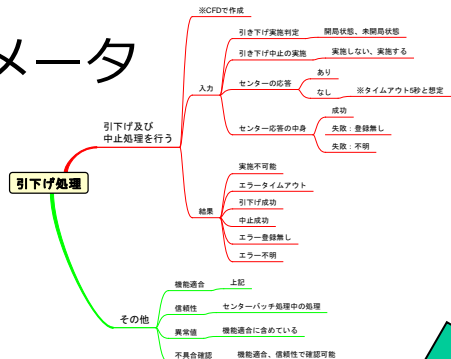 メータ
※CFDで作成
引き下げ実施判定
開局状態、未開局状態
引き下げ中止の実施
実施しない、実施する
入力
センターの応答
あり
なし
※タイムアウト5秒と想定
センター応答の中身
成功
失敗：登録無し
失敗：不明
引下げ及び
中止処理を行う
実施不可能
エラータイムアウト
引下げ成功
結果
中止成功
エラー登録無し
エラー不明
引下げ処理
その他
機能適合
上記
信頼性
センターバッチ処理中の処理
異常値
機能適合に含めている
不具合確認
機能適合、信頼性で確認可能